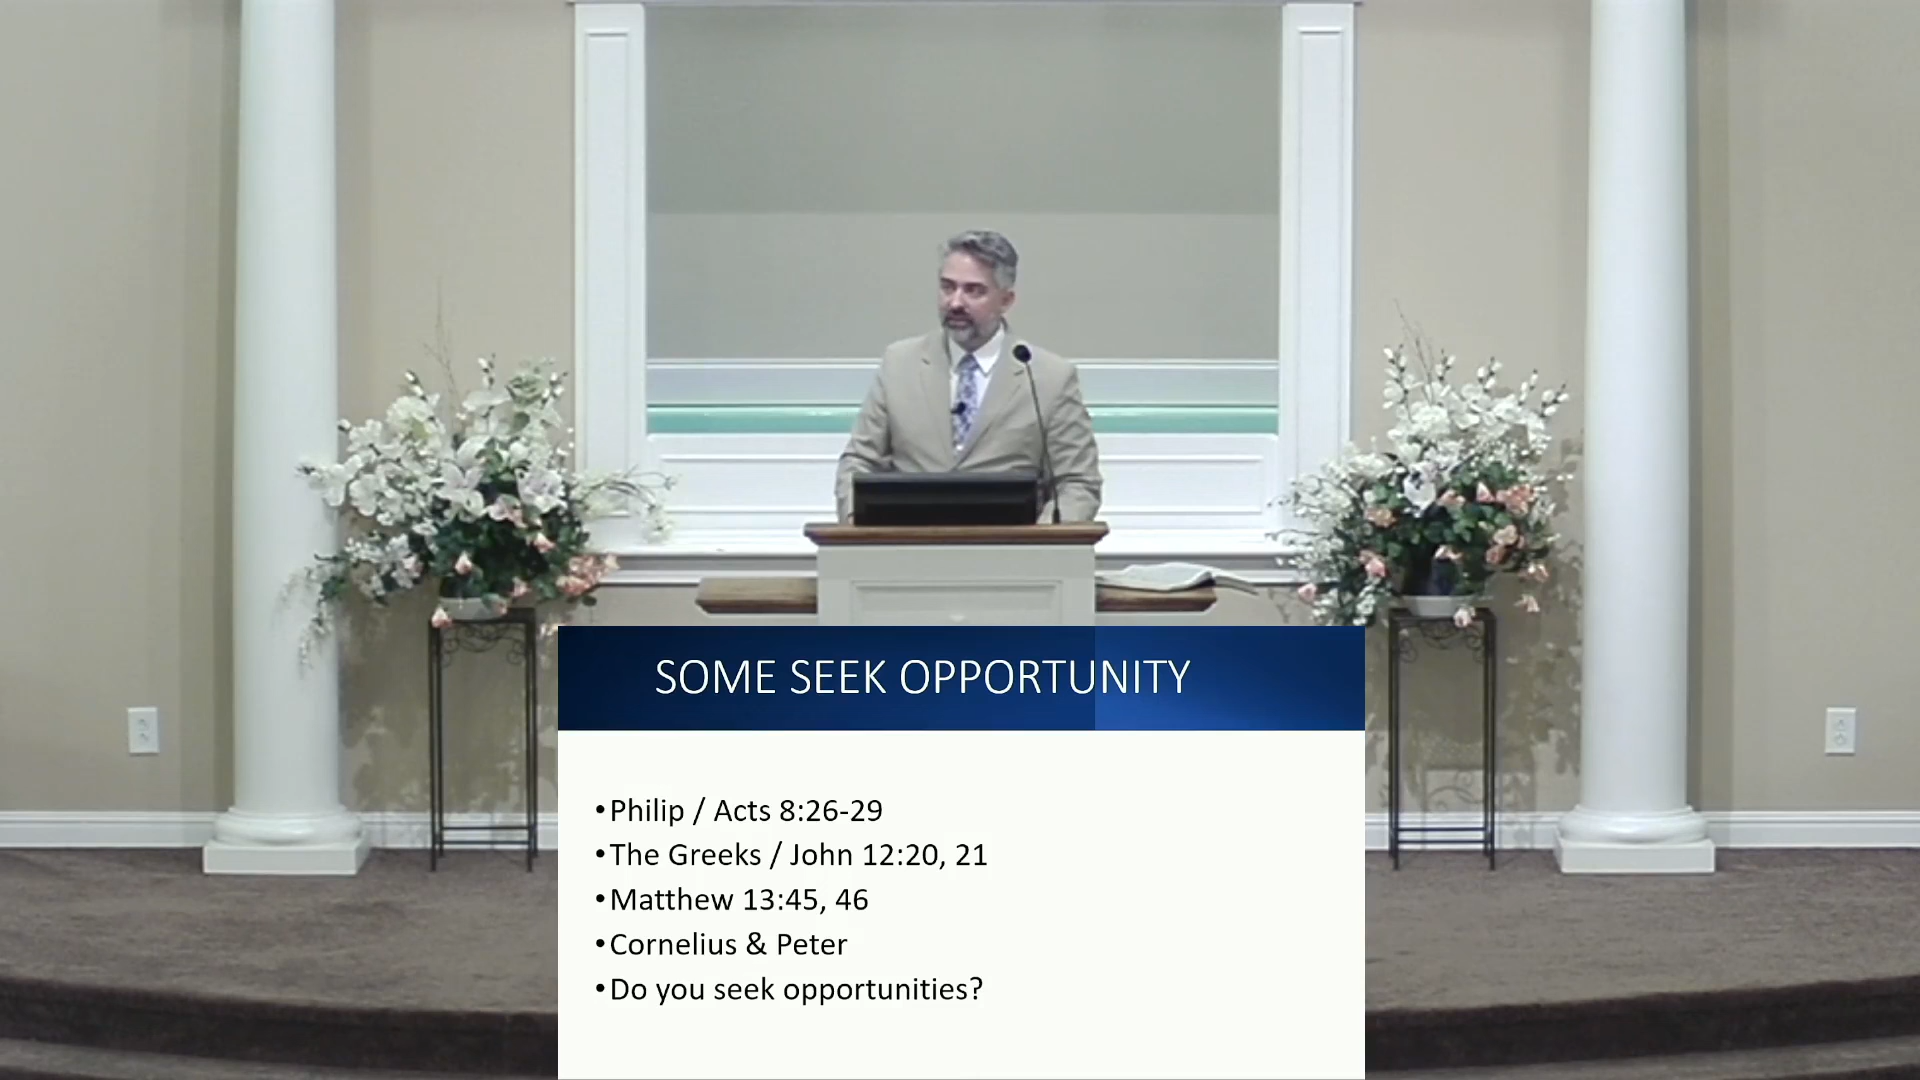 SOME SEEK OPPORTUNITY
•Philip / Acts 8:26-29
•The Greeks / John 12:20, 21
•Matthew 13:45, 46
•Cornelius & Peter
•Do you seek opportunities?